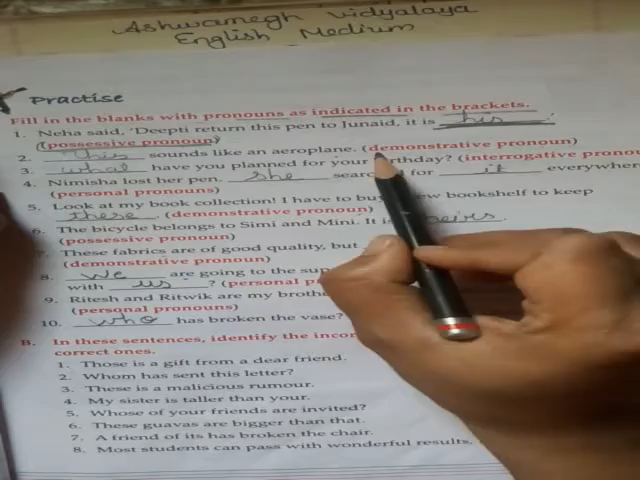 Ashwamegh Vidyalaya
English Medium
Practise
Fill in the blanks with pronouns as indicated in the brackets.
1. Neha said, 'Deepti return this pen to Junaid, it is his
(possessive pronoun)
2. This sounds like an aeroplane. (demonstrative pronoun)
3. what have you planned for your birthday? (interrogative pronou
4. Nimisha lost her pen. she for it everywher
(personal pronouns)
5. Look at my book collection! I have to buy new bookshelf to keep
these. (demonstrative pronoun)
6. The bicycle belongs to Simi and Mini. It is theirs.
(possessive pronoun)
7. These fabrics are of good quality, but
(demonstrative pronoun)
8. We are going to the sup
with us? (personal p
9. Ritesh and Ritwik are my brothe
(personal pronouns)
10. who has broken the vase?
B. In these sentences, identify the incor
correct ones.
1. Those is a gift from a dear friend.
2. Whom has sent this letter?
3. These is a malicious rumour.
4. My sister is taller than your.
5. Whose of your friends are invited?
6. These guavas are bigger than that.
7. A friend of its has broken the chair.
8. Most students can pass with wonderful results,